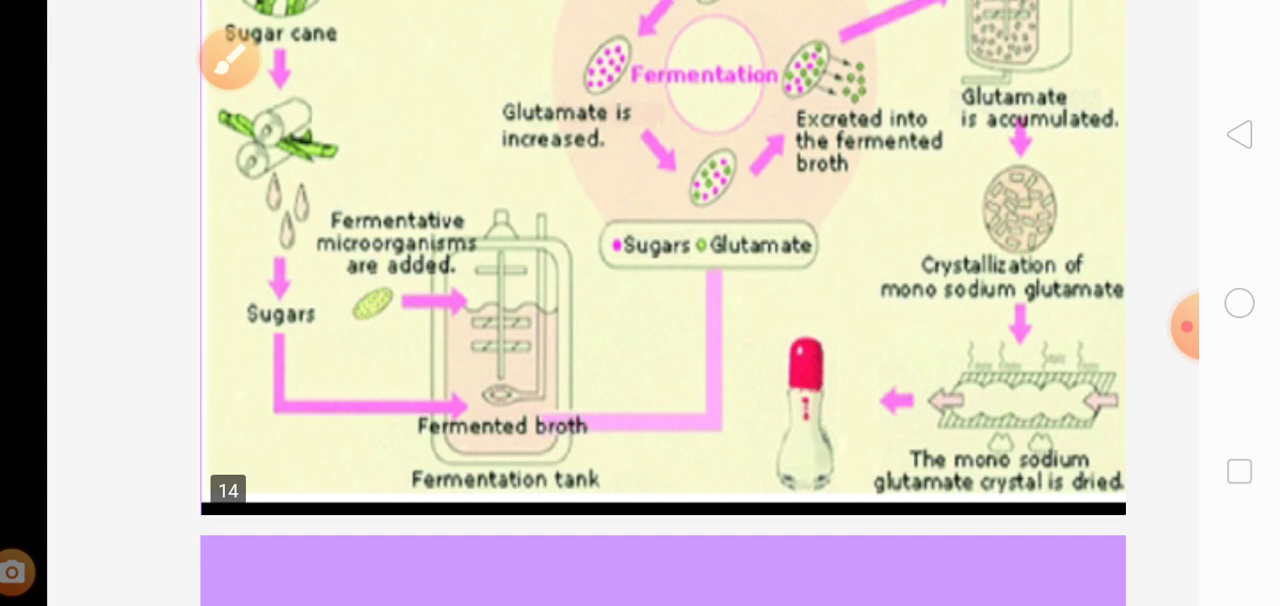 Sugar cane
Fermentation
Glutamate is
increased.
Excreted into
the fermented
broth
Glutamate
is accumulated.
Fermentative
microorganisms
are added.
Sugars Glutamate
Crystallization of
mono sodium glutamate
Sugars
Fermented broth
Fermentation tank
The mono sodium
glutamate crystal is dried.
14